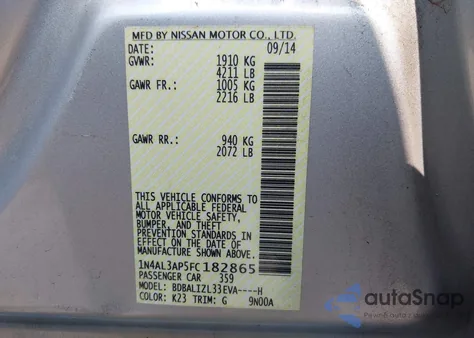 MFD BY NISSAN MOTOR CO., LTD.
DATE: 09/14
GVWR: 1910 KG
4211 LB
GAWR FR.: 1005 KG
2216 LB
GAWR RR.: 940 KG
2072 LB
THIS VEHICLE CONFORMS TO
ALL APPLICABLE FEDERAL
MOTOR VEHICLE SAFETY,
BUMPER, AND THEFT
PREVENTION STANDARDS IN
EFFECT ON THE DATE OF
MANUFACTURE SHOWN ABOVE.
1N4AL3AP5FC182865
PASSENGER CAR 359
MODEL: BDBALIZL33EVA----H
COLOR: K23 TRIM: G 9N00A
autoSnap
POWERED BY CARFAST